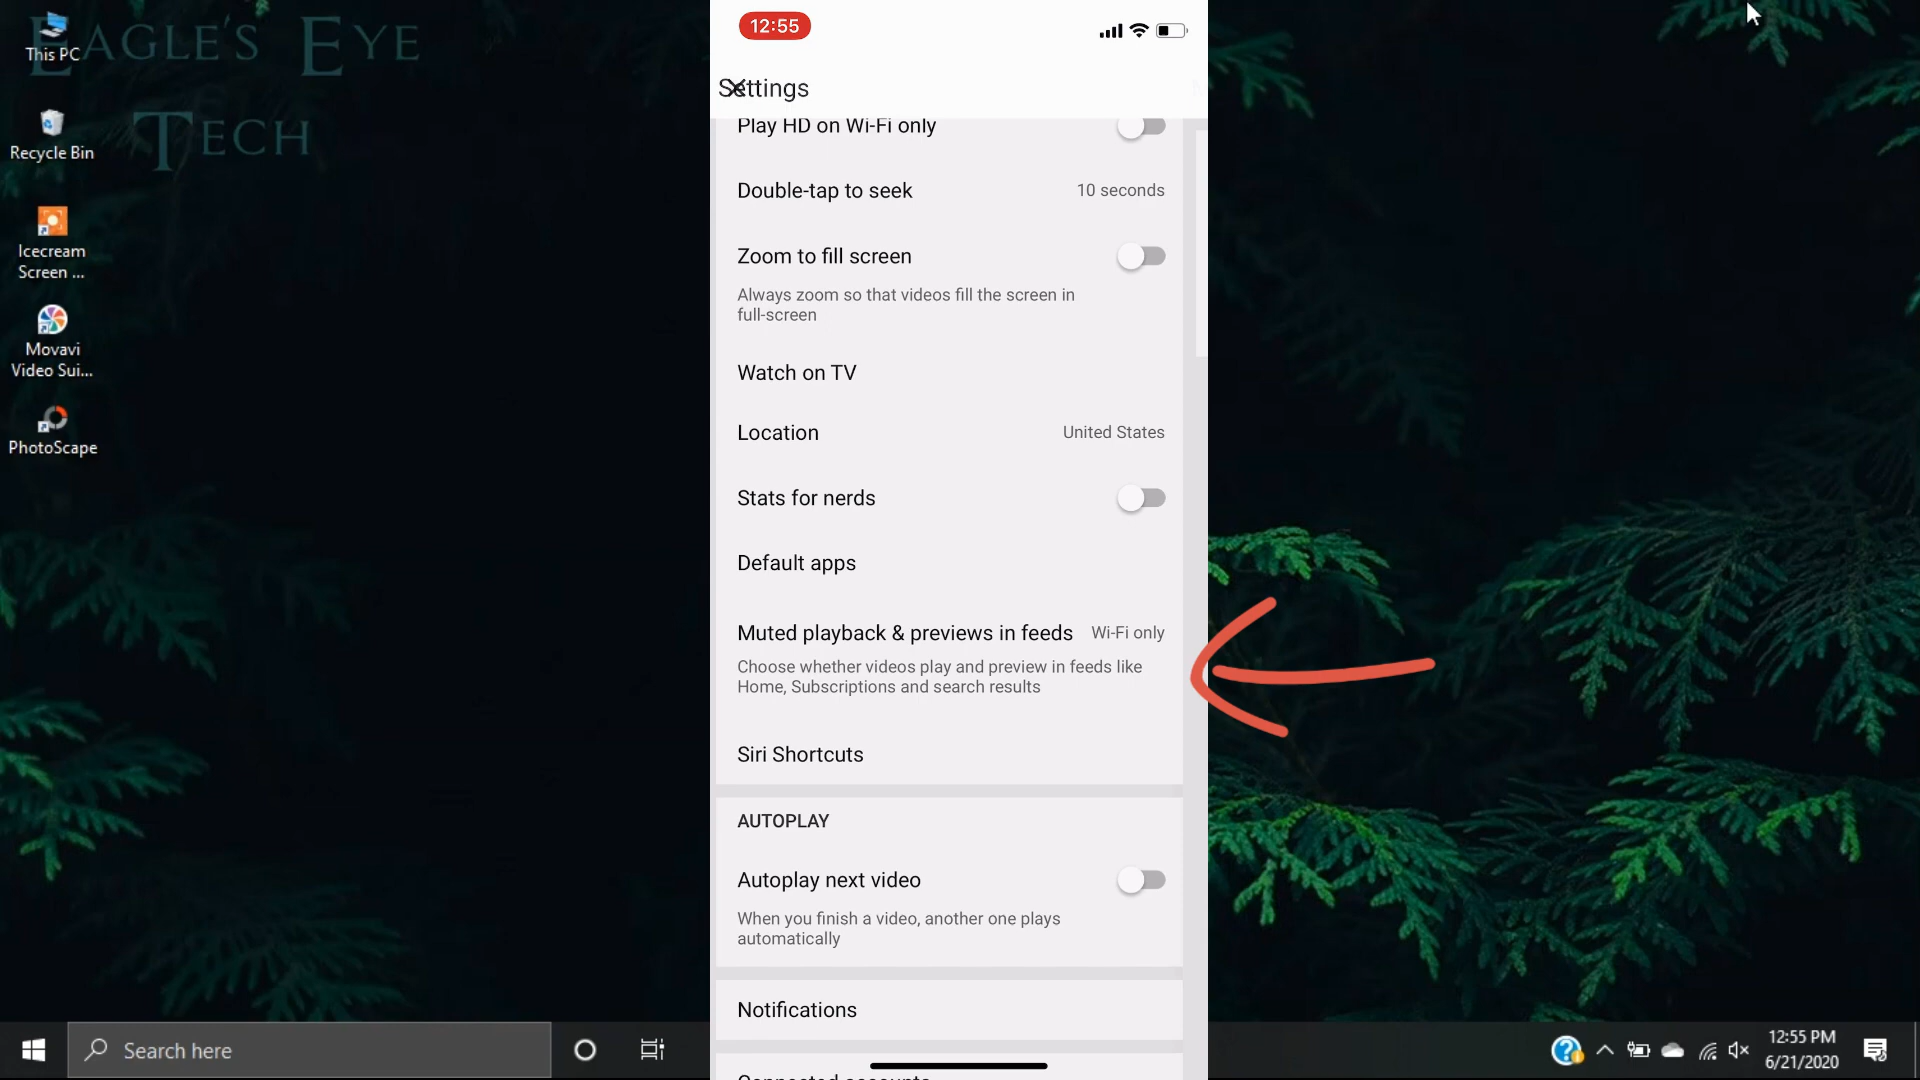 EAGLE'S EYE
TECH
This PC
Recycle Bin
Icecream
Screen ...
Movavi
Video Sui...
PhotoScape
12:55
Settings
Play HD on Wi-Fi only
Double-tap to seek 10 seconds
Zoom to fill screen
Always zoom so that videos fill the screen in
full-screen
Watch on TV
Location United States
Stats for nerds
Default apps
Muted playback & previews in feeds Wi-Fi only
Choose whether videos play and preview in feeds like
Home, Subscriptions and search results
Siri Shortcuts
AUTOPLAY
Autoplay next video
When you finish a video, another one plays
automatically
Notifications
Connected accounts
Search here
12:55 PM
6/21/2020